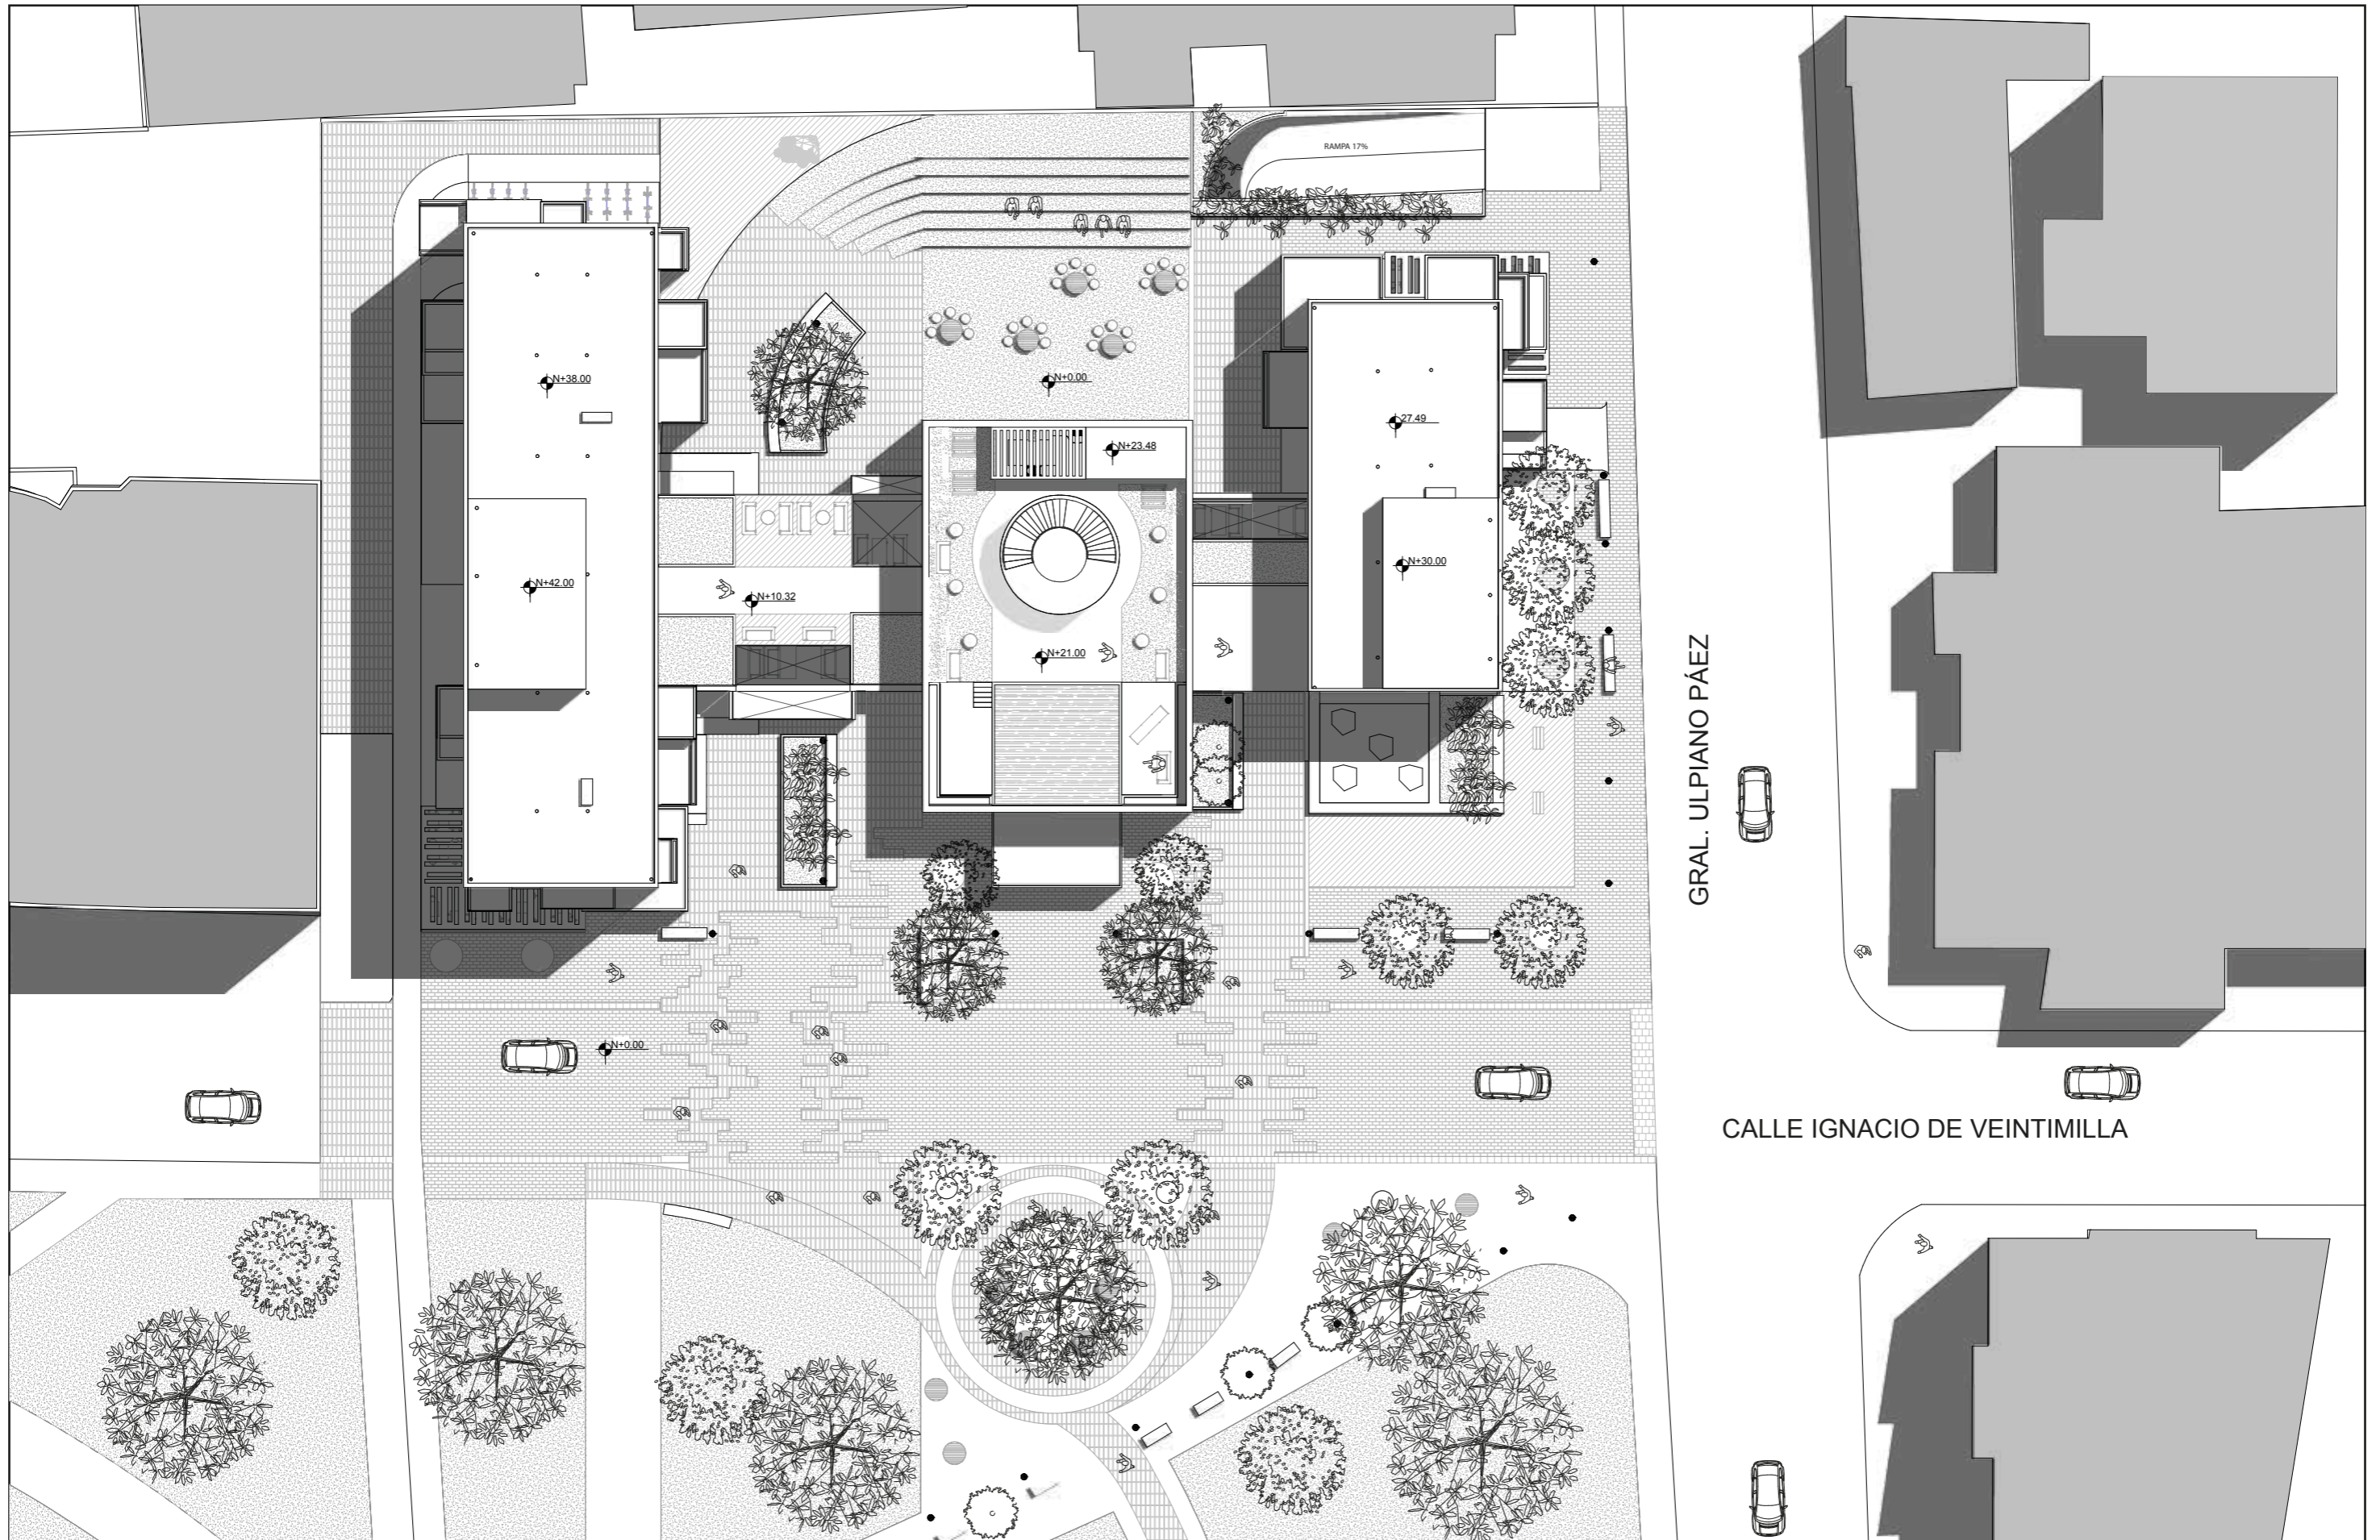 RAMPA 17%
N+38.00
N+0.00
27.49
N+23.48
N+30.00
N+42.00
N+10.32
N+21.00
GRAL. ULPIANO PÁEZ
N+0.00
CALLE IGNACIO DE VEINTIMILLA